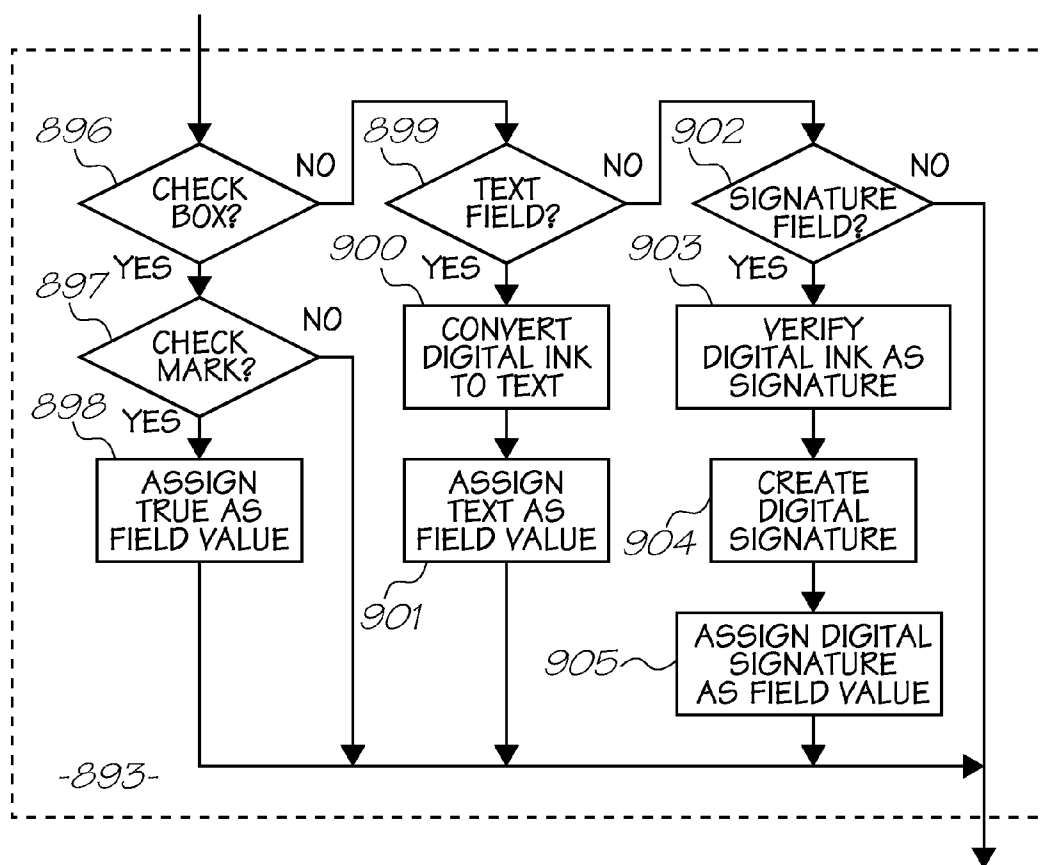 896
CHECK
BOX?
NO
YES
897
CHECK
MARK?
NO
YES
898
ASSIGN
TRUE AS
FIELD VALUE
899
TEXT
FIELD?
NO
YES
900
CONVERT
DIGITAL INK
TO TEXT
ASSIGN
TEXT AS
FIELD VALUE
901
902
SIGNATURE
FIELD?
NO
YES
903
VERIFY
DIGITAL INK AS
SIGNATURE
CREATE
DIGITAL
SIGNATURE
904
ASSIGN DIGITAL
SIGNATURE
AS FIELD VALUE
905
-893-